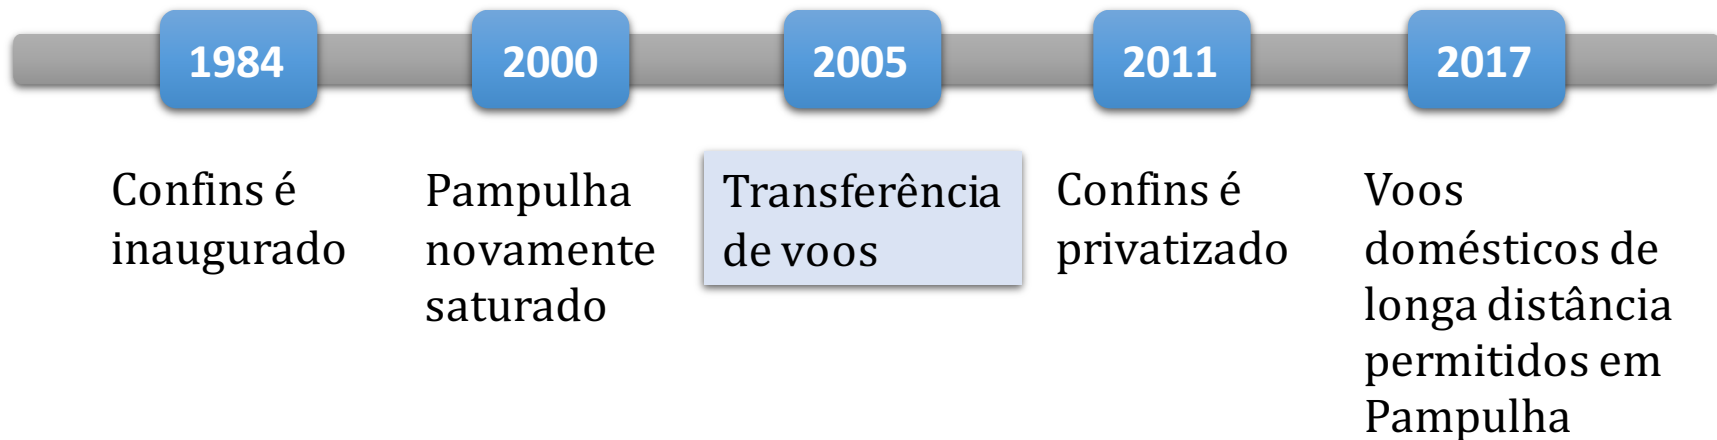 1984
2000
2005
2011
2017
Confins é
inaugurado
Pampulha
novamente
saturado
Transferência
de voos
Confins é
privatizado
Voos
domésticos de
longa distância
permitidos em
Pampulha